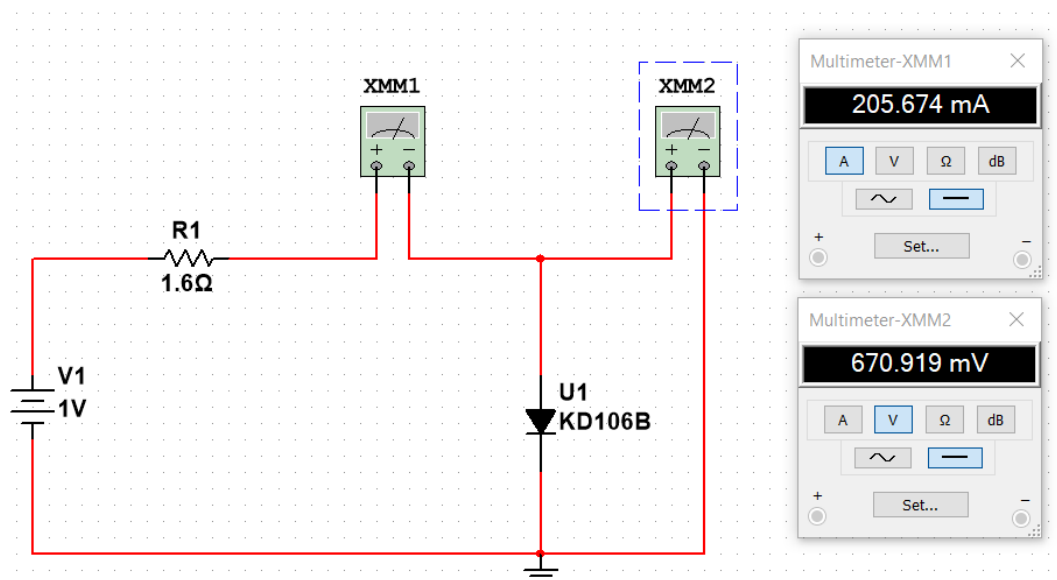 XMM1
XMM2
R1
1.6Ω
V1
1V
U1
KD106B
Multimeter-XMM1
205.674 mA
A V Ω dB
+ Set... −
Multimeter-XMM2
670.919 mV
A V Ω dB
+ Set... −